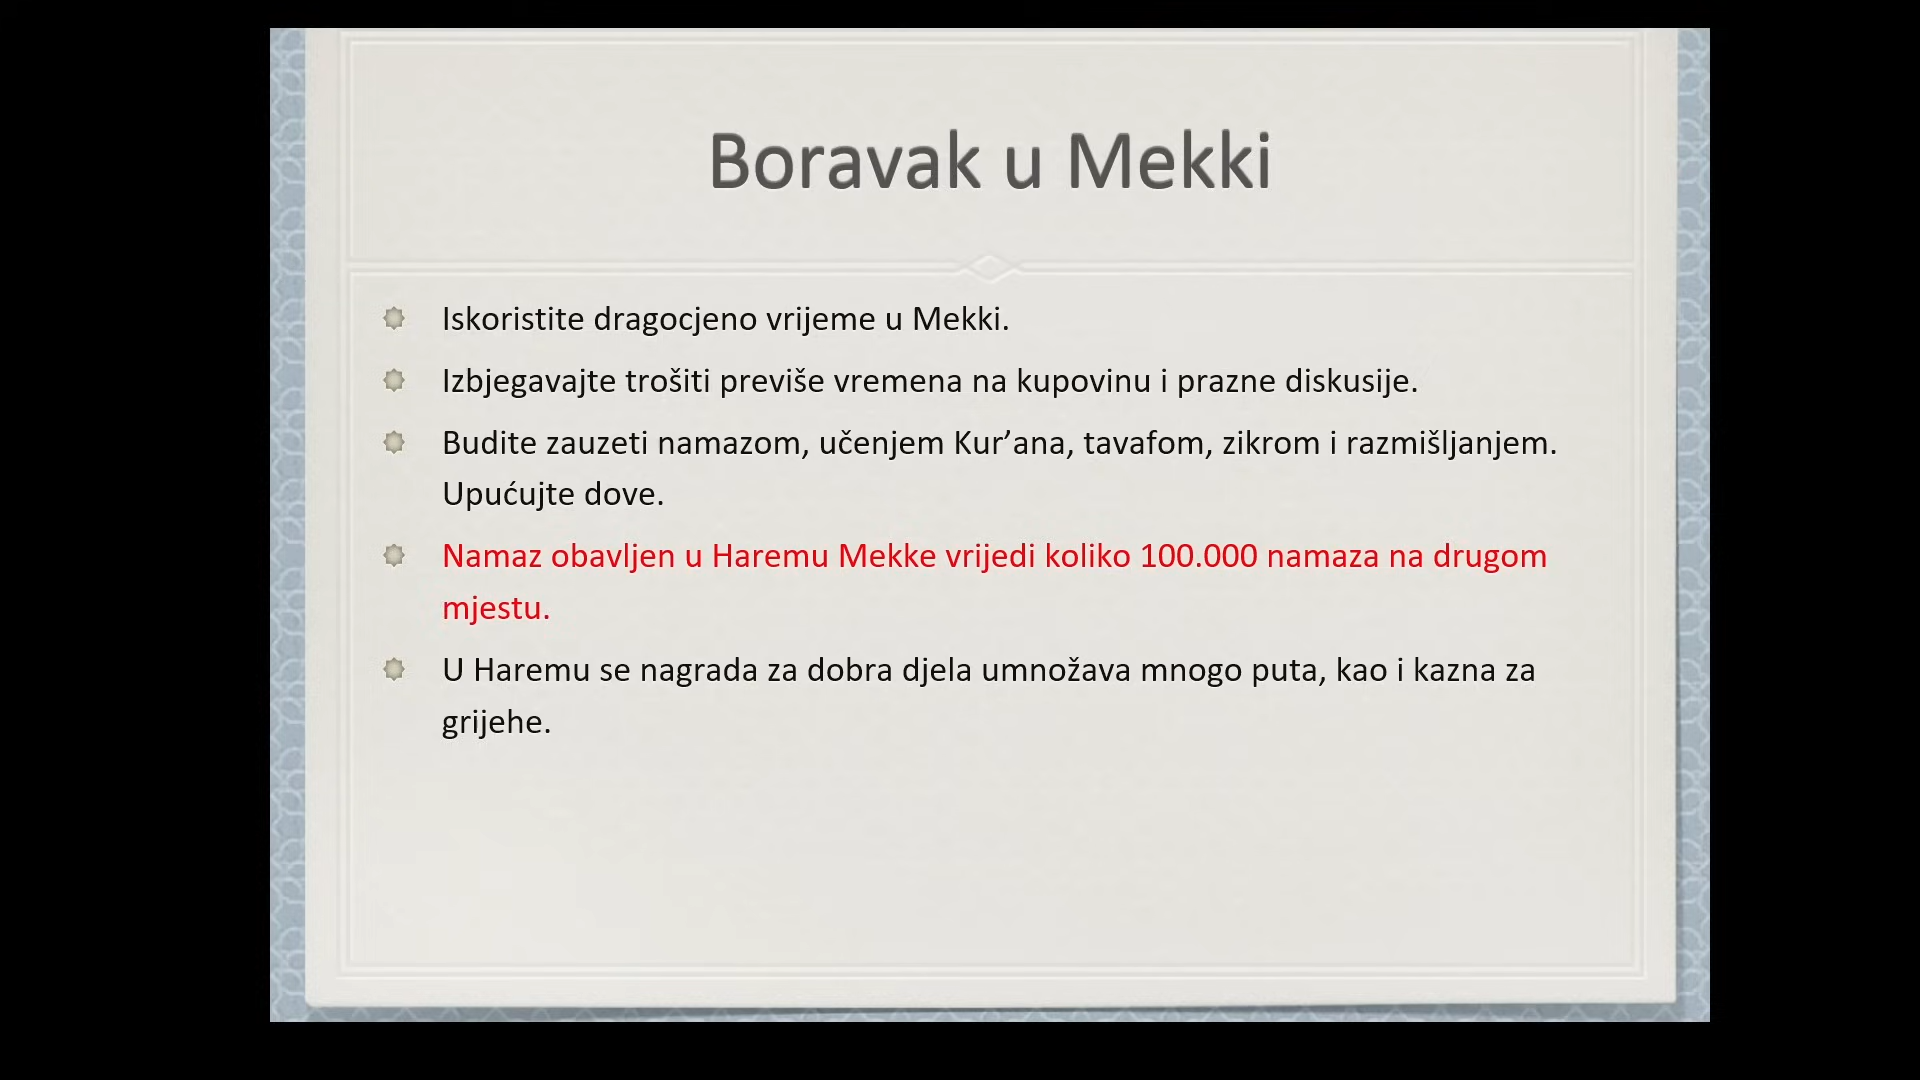 Boravak u Mekki
Iskoristite dragocjeno vrijeme u Mekki.
Izbjegavajte trošiti previše vremena na kupovinu i prazne diskusije.
Budite zauzeti namazom, učenjem Kur’ana, tavafom, zikrom i razmišljanjem.
Upućujte dove.
Namaz obavljen u Haremu Mekke vrijedi koliko 100.000 namaza na drugom
mjestu.
U Haremu se nagrada za dobra djela umnožava mnogo puta, kao i kazna za
grijehe.